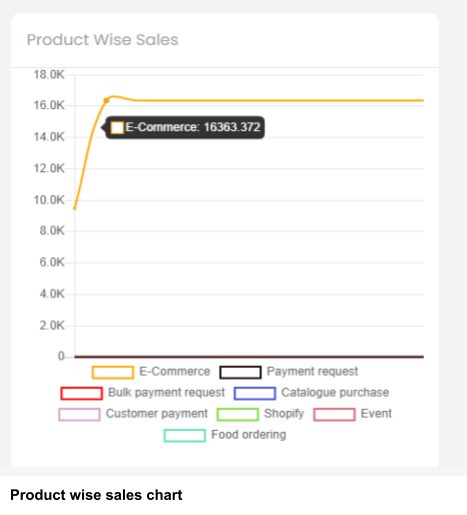 Product Wise Sales
18.0K
16.0K
E-Commerce: 16363.372
14.0K
12.0K
10.0K
8.0K
6.0K
4.0K
2.0K
0
E-Commerce Payment request
Bulk payment request Catalogue purchase
Customer payment Shopify Event
Food ordering
Product wise sales chart